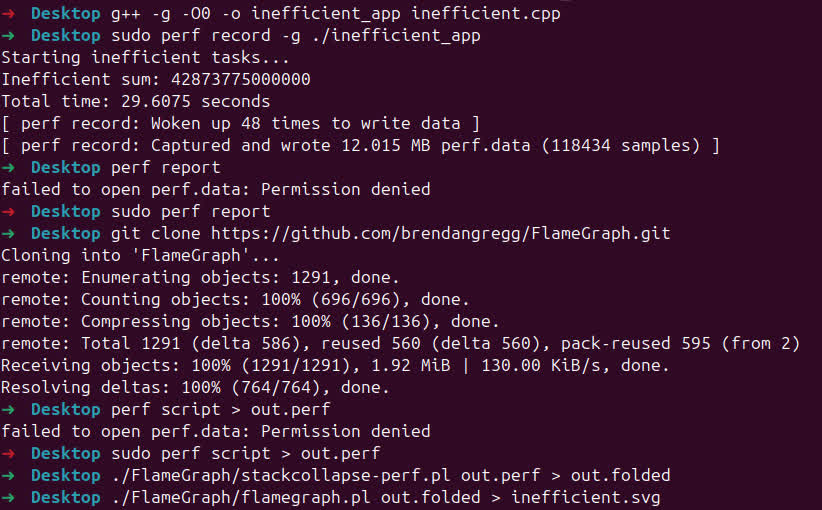 ➜  Desktop g++ -g -O0 -o inefficient_app inefficient.cpp
➜  Desktop sudo perf record -g ./inefficient_app
Starting inefficient tasks...
Inefficient sum: 42873775000000
Total time: 29.6075 seconds
[ perf record: Woken up 48 times to write data ]
[ perf record: Captured and wrote 12.015 MB perf.data (118434 samples) ]
➜  Desktop perf report
failed to open perf.data: Permission denied
➜  Desktop sudo perf report
➜  Desktop git clone https://github.com/brendangregg/FlameGraph.git
Cloning into 'FlameGraph'...
remote: Enumerating objects: 1291, done.
remote: Counting objects: 100% (696/696), done.
remote: Compressing objects: 100% (136/136), done.
remote: Total 1291 (delta 586), reused 560 (delta 560), pack-reused 595 (from 2)
Receiving objects: 100% (1291/1291), 1.92 MiB | 130.00 KiB/s, done.
Resolving deltas: 100% (764/764), done.
➜  Desktop perf script > out.perf
failed to open perf.data: Permission denied
➜  Desktop sudo perf script > out.perf
➜  Desktop ./FlameGraph/stackcollapse-perf.pl out.perf > out.folded
➜  Desktop ./FlameGraph/flamegraph.pl out.folded > inefficient.svg